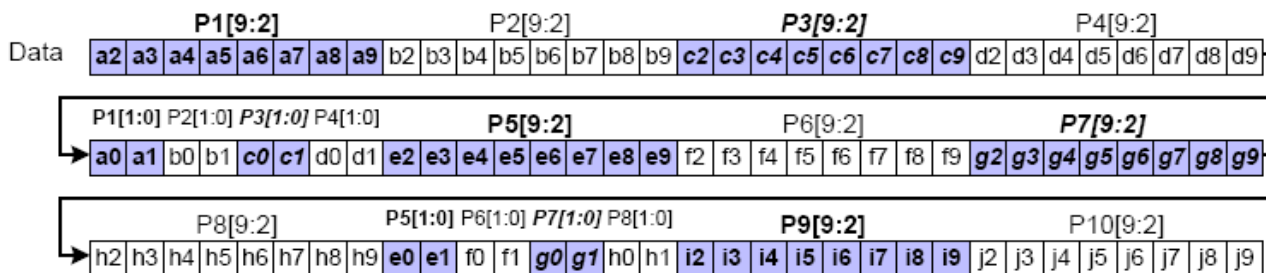 P1[9:2] P2[9:2] P3[9:2] P4[9:2]
Data a2 a3 a4 a5 a6 a7 a8 a9 b2 b3 b4 b5 b6 b7 b8 b9 c2 c3 c4 c5 c6 c7 c8 c9 d2 d3 d4 d5 d6 d7 d8 d9
P1[1:0] P2[1:0] P3[1:0] P4[1:0] P5[9:2] P6[9:2] P7[9:2]
a0 a1 b0 b1 c0 c1 d0 d1 e2 e3 e4 e5 e6 e7 e8 e9 f2 f3 f4 f5 f6 f7 f8 f9 g2 g3 g4 g5 g6 g7 g8 g9
P8[9:2] P5[1:0] P6[1:0] P7[1:0] P8[1:0] P9[9:2] P10[9:2]
h2 h3 h4 h5 h6 h7 h8 h9 e0 e1 f0 f1 g0 g1 h0 h1 i2 i3 i4 i5 i6 i7 i8 i9 j2 j3 j4 j5 j6 j7 j8 j9